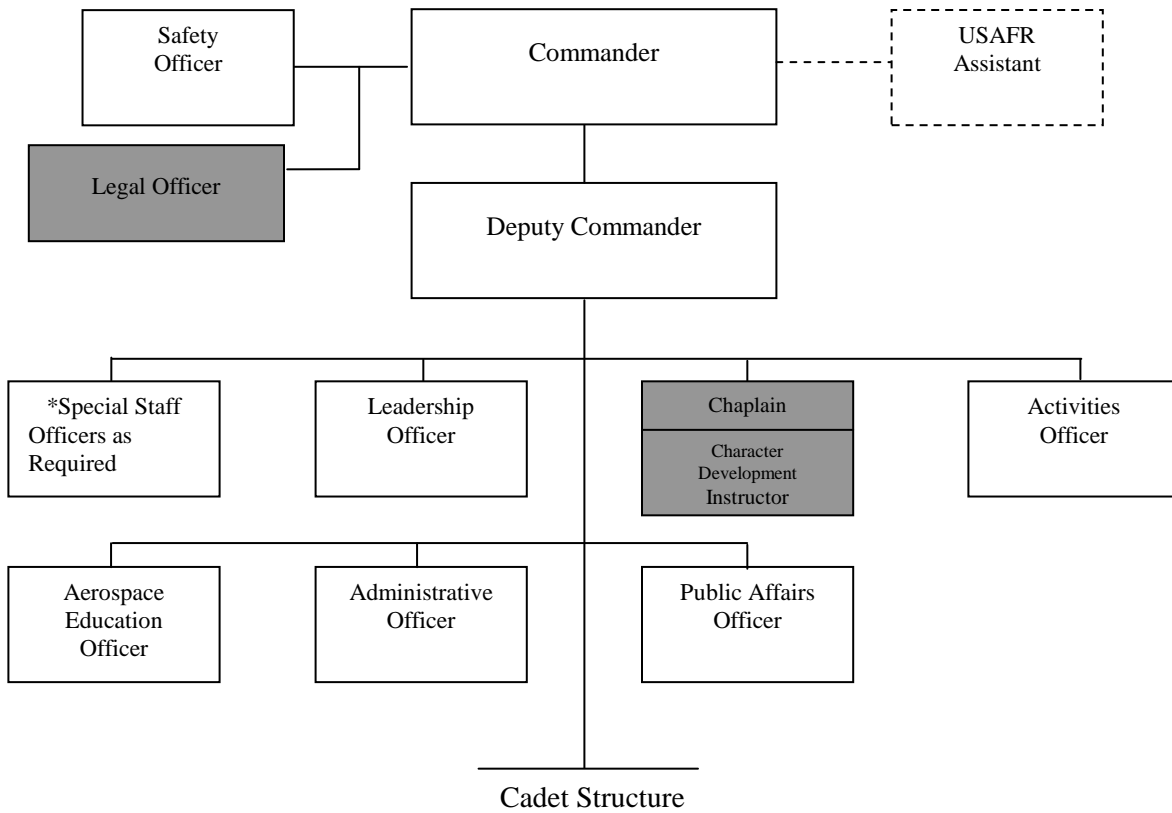 Safety
Officer
Commander
USAFR
Assistant
Legal Officer
Deputy Commander
*Special Staff
Officers as
Required
Leadership
Officer
Chaplain
Character
Development
Instructor
Activities
Officer
Aerospace
Education
Officer
Administrative
Officer
Public Affairs
Officer
Cadet Structure